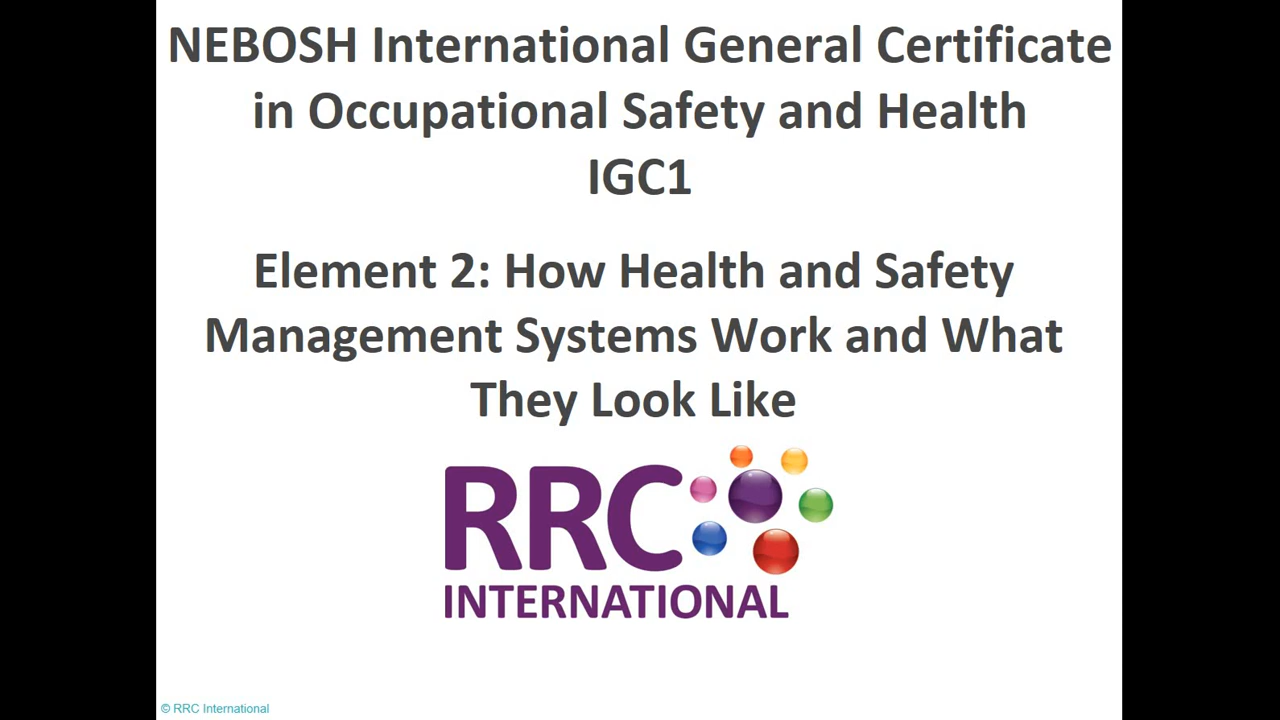 NEBOSH International General Certificate
in Occupational Safety and Health
IGC1
Element 2: How Health and Safety
Management Systems Work and What
They Look Like
RRC
INTERNATIONAL
© RRC International